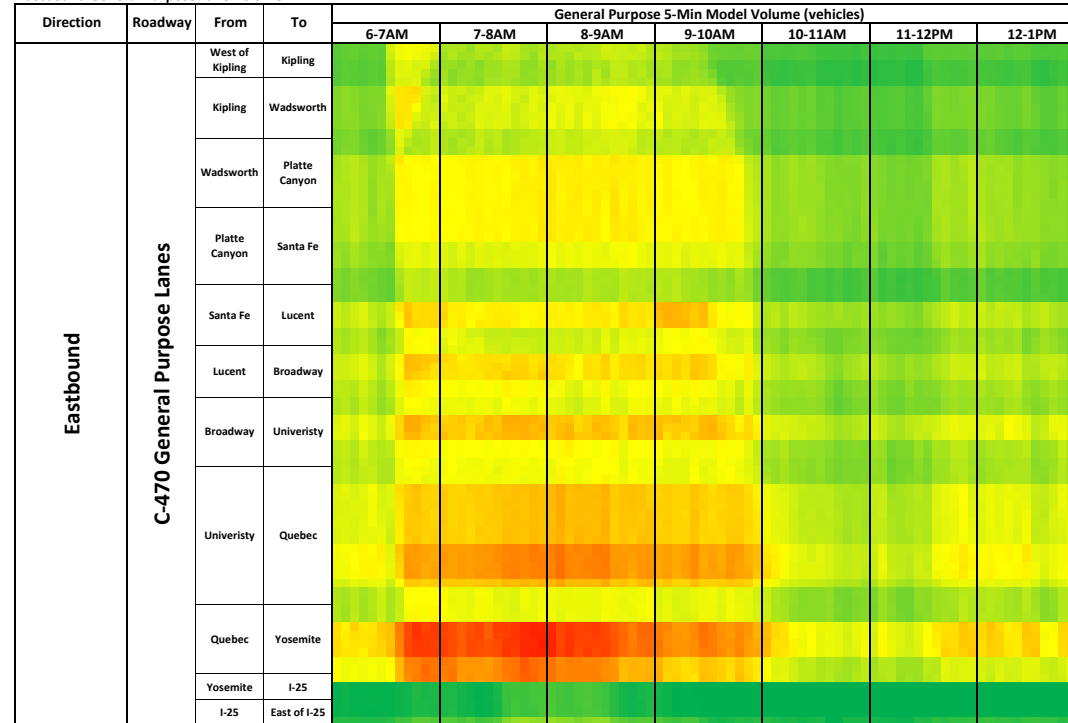 General Purpose 5-Min Model Volume (vehicles)
Direction Roadway From To
6-7AM 7-8AM 8-9AM 9-10AM 10-11AM 11-12PM 12-1PM
Eastbound
C-470 General Purpose Lanes
West of
Kipling
Kipling
Kipling
Wadsworth
Wadsworth
Platte
Canyon
Platte
Canyon
Santa Fe
Santa Fe
Lucent
Lucent
Broadway
Broadway
Univeristy
Univeristy
Quebec
Quebec
Yosemite
Yosemite
I-25
I-25
East of I-25